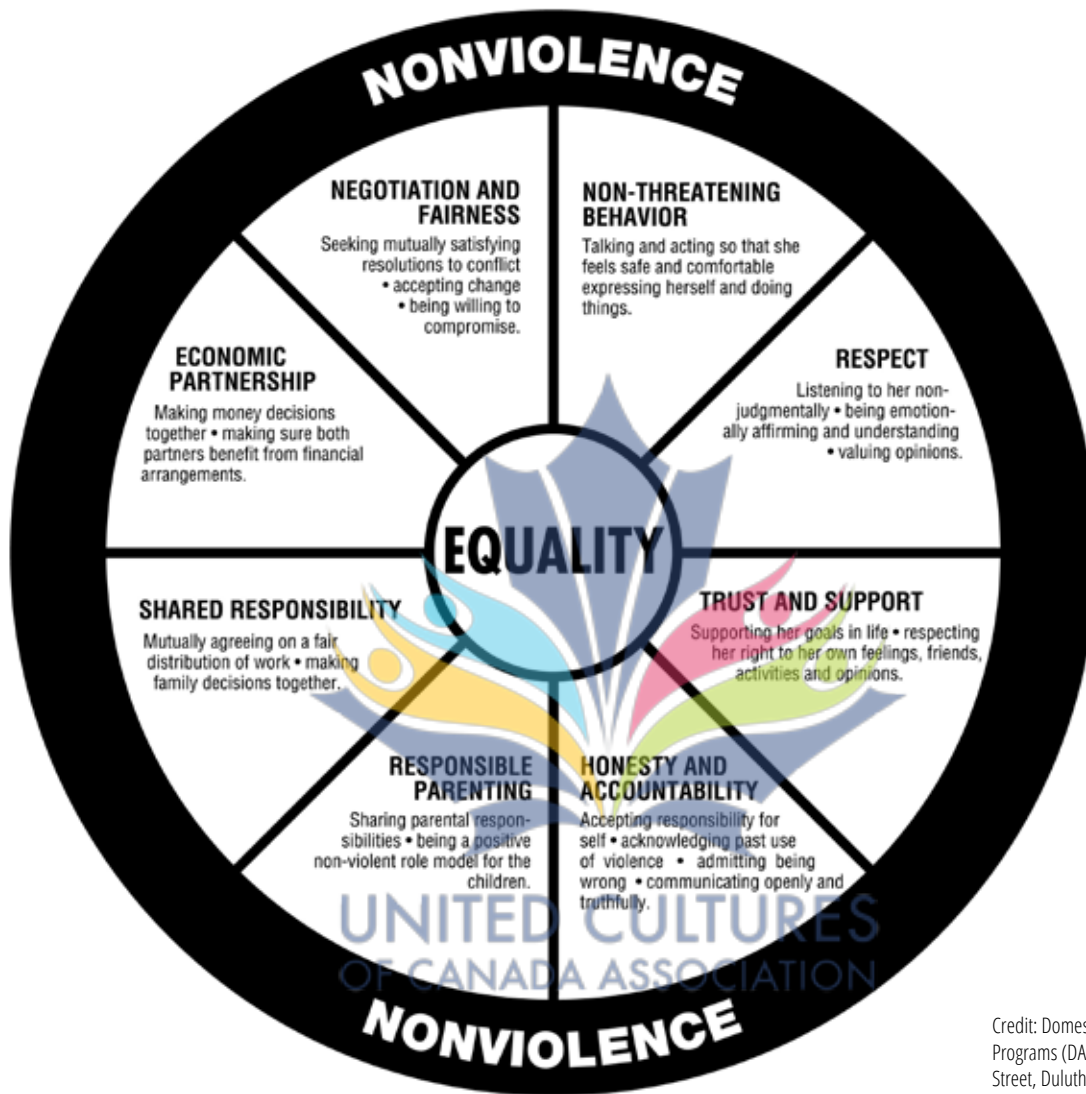 NONVIOLENCE
NEGOTIATION AND
FAIRNESS
Seeking mutually satisfying
resolutions to conflict
• accepting change
• being willing to
compromise.
NON-THREATENING
BEHAVIOR
Talking and acting so that she
feels safe and comfortable
expressing herself and doing
things.
ECONOMIC
PARTNERSHIP
Making money decisions
together • making sure both
partners benefit from financial
arrangements.
RESPECT
Listening to her non-
judgmentally • being emotion-
ally affirming and understanding
• valuing opinions.
EQUALITY
SHARED RESPONSIBILITY
Mutually agreeing on a fair
distribution of work • making
family decisions together.
TRUST AND SUPPORT
Supporting her goals in life • respecting
her right to her own feelings, friends,
activities and opinions.
RESPONSIBLE
PARENTING
Sharing parental respon-
sibilities • being a positive
non-violent role model for the
children.
HONESTY AND
ACCOUNTABILITY
Accepting responsibility for
self • acknowledging past use
of violence • admitting being
wrong • communicating openly and
truthfully.
UNITED CULTURES
OF CANADA ASSOCIATION
NONVIOLENCE
Credit: Domes
Programs (DA
Street, Duluth